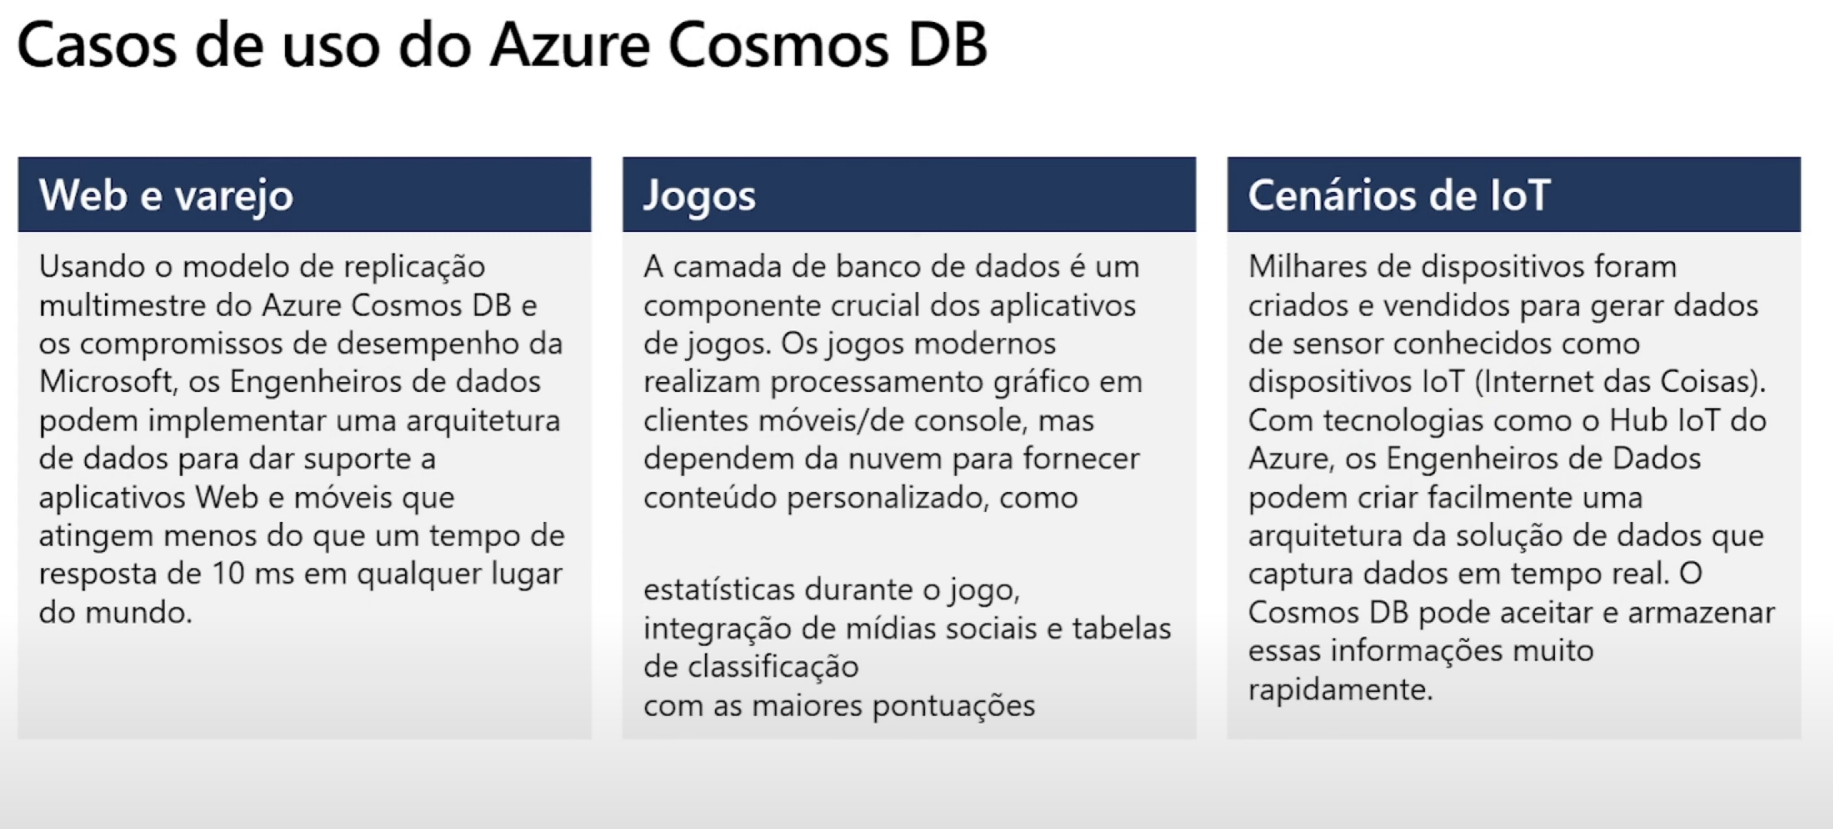 Casos de uso do Azure Cosmos DB
Web e varejo
Usando o modelo de replicação
multimestre do Azure Cosmos DB e
os compromissos de desempenho da
Microsoft, os Engenheiros de dados
podem implementar uma arquitetura
de dados para dar suporte a
aplicativos Web e móveis que
atingem menos do que um tempo de
resposta de 10 ms em qualquer lugar
do mundo.
Jogos
A camada de banco de dados é um
componente crucial dos aplicativos
de jogos. Os jogos modernos
realizam processamento gráfico em
clientes móveis/de console, mas
dependem da nuvem para fornecer
conteúdo personalizado, como
estatísticas durante o jogo,
integração de mídias sociais e tabelas
de classificação
com as maiores pontuações
Cenários de IoT
Milhares de dispositivos foram
criados e vendidos para gerar dados
de sensor conhecidos como
dispositivos IoT (Internet das Coisas).
Com tecnologias como o Hub IoT do
Azure, os Engenheiros de Dados
podem criar facilmente uma
arquitetura da solução de dados que
captura dados em tempo real. O
Cosmos DB pode aceitar e armazenar
essas informações muito
rapidamente.